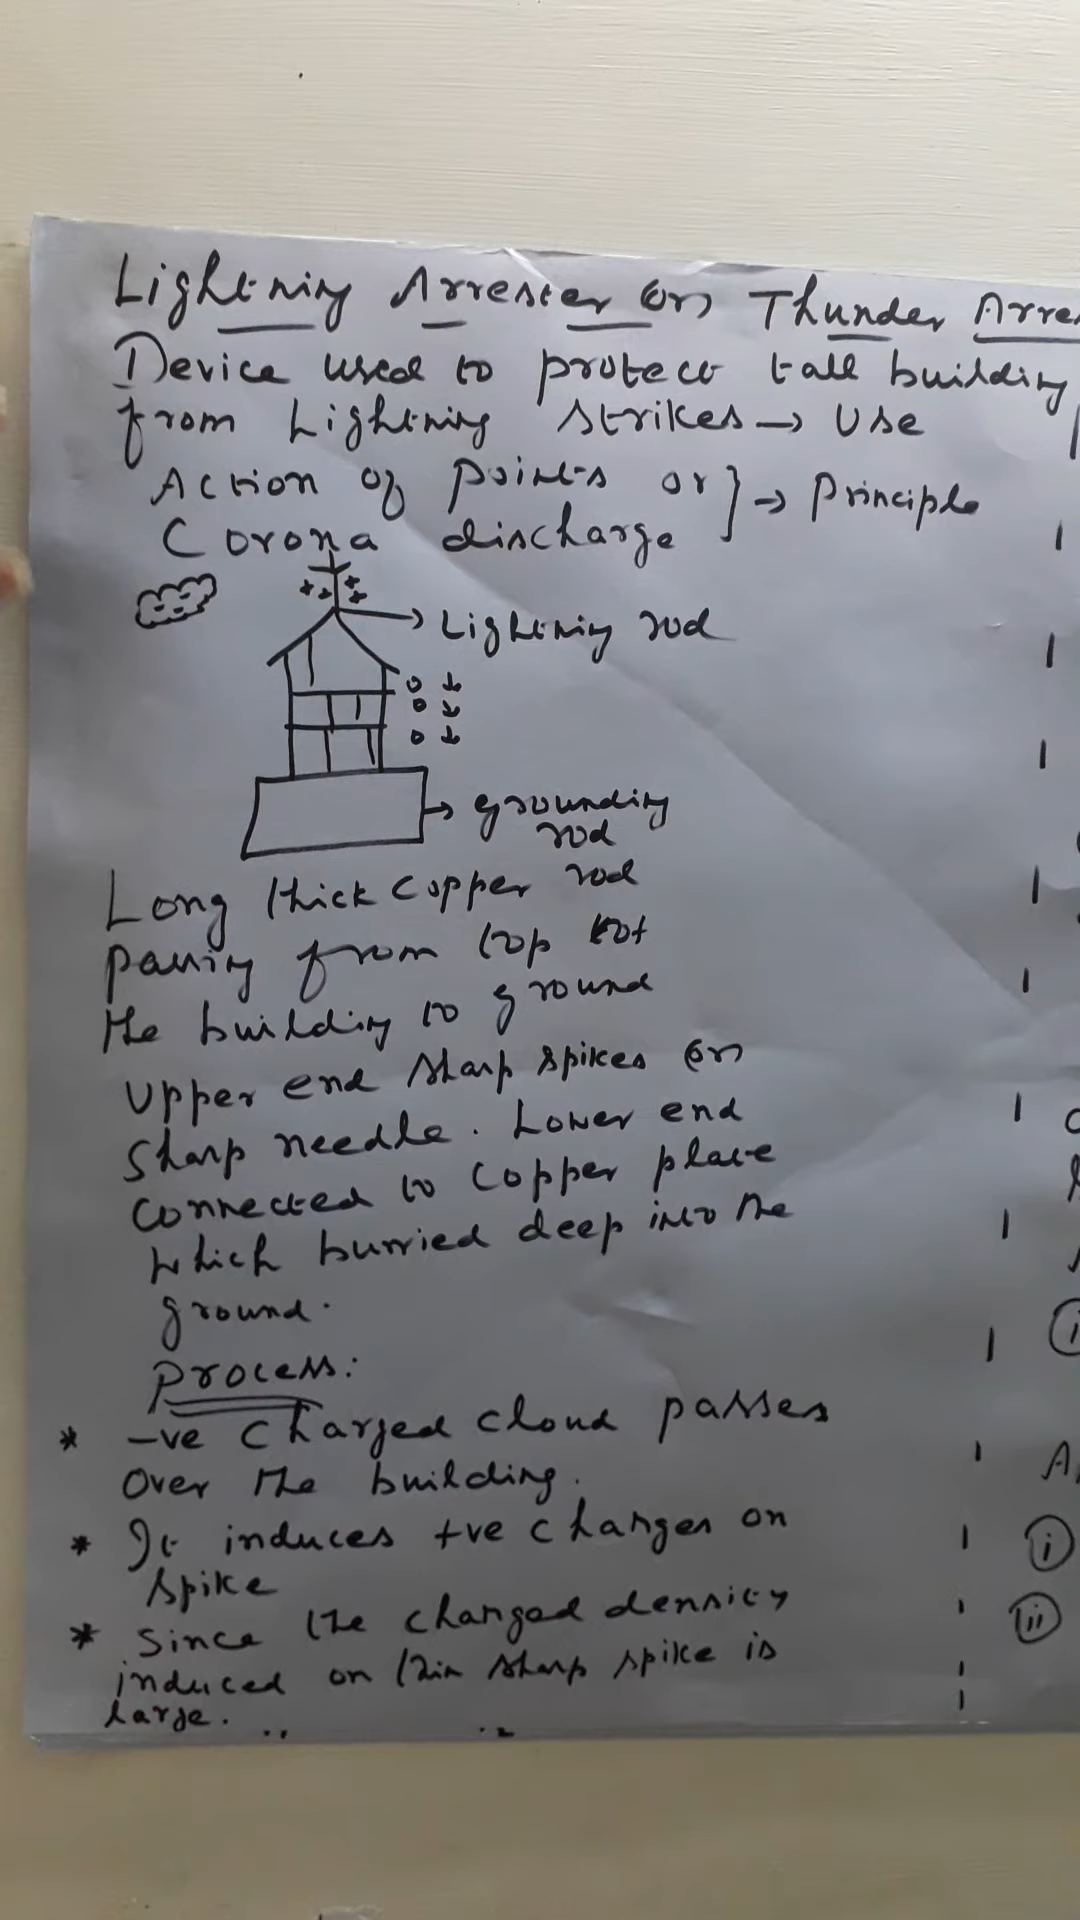 Lightning Arrester (or) Thunder Arres
Device used to protect tall building
from Lightning strikes → Use
Action of points or } → Principle
Corona discharge
+ + + +
→ Lightning rod
→ grounding
rod
Long thick copper rod
passing from top of
the building to ground
Upper end sharp spikes (or)
sharp needle. Lower end
connected to copper plate
which burried deep into the
ground.
Process:
* -ve charged cloud passes
over the building.
* It induces +ve charges on
spike
* since the charged density
induced on thin sharp spike is
large.
i
A
i
ii